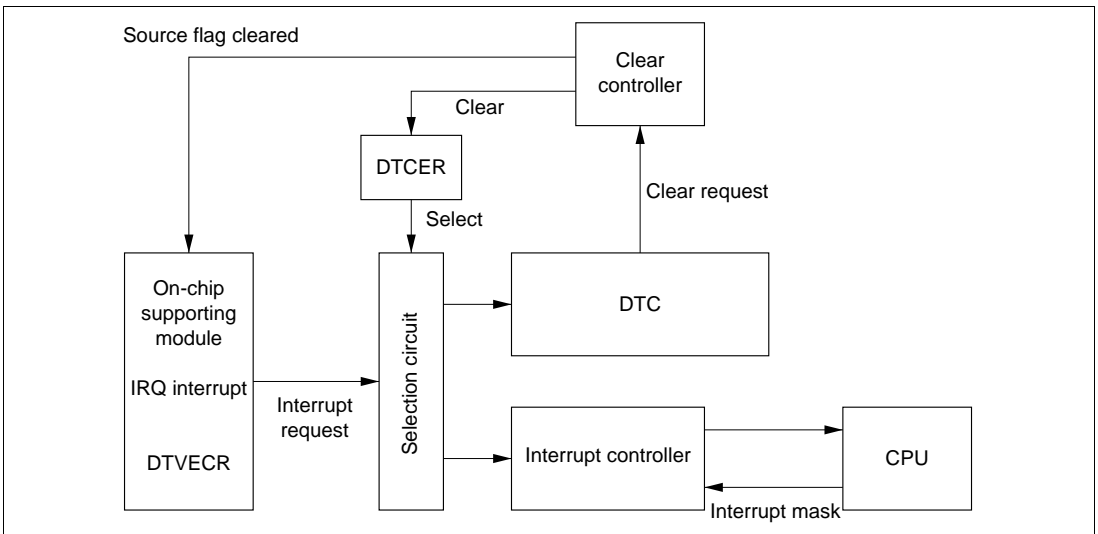 Source flag cleared
Clear
controller
Clear
DTCER
Clear request
Select
On-chip
supporting
module
DTC
Selection circuit
IRQ interrupt
Interrupt
request
DTVECR
Interrupt controller
CPU
Interrupt mask